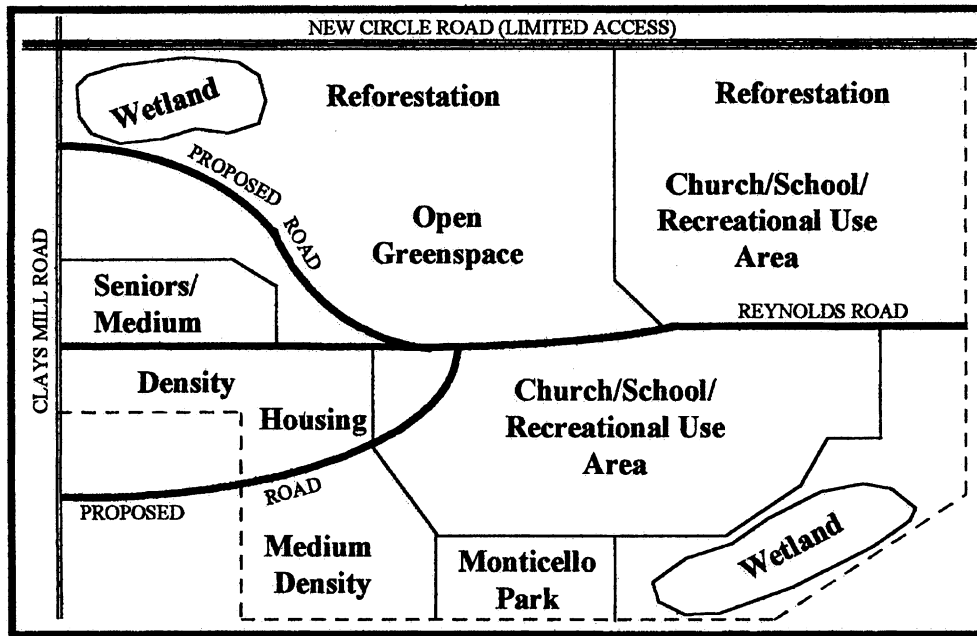 NEW CIRCLE ROAD (LIMITED ACCESS)
Wetland
Reforestation
Reforestation
PROPOSED
ROAD
Church/School/
Recreational Use
Area
Open
Greenspace
CLAYS MILL ROAD
Seniors/
Medium
REYNOLDS ROAD
Density
Housing
Church/School/
Recreational Use
Area
PROPOSED
ROAD
Medium
Density
Monticello
Park
Wetland